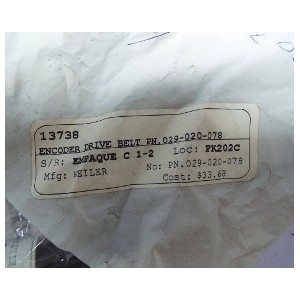 13738
ENCODER DRIVE BELT PN.029-020-078
S/R: EMPAQUE C 1-2 Loc: PK202C
Mfg: WEILER No: PN.029-020-078
Cost: $33.68